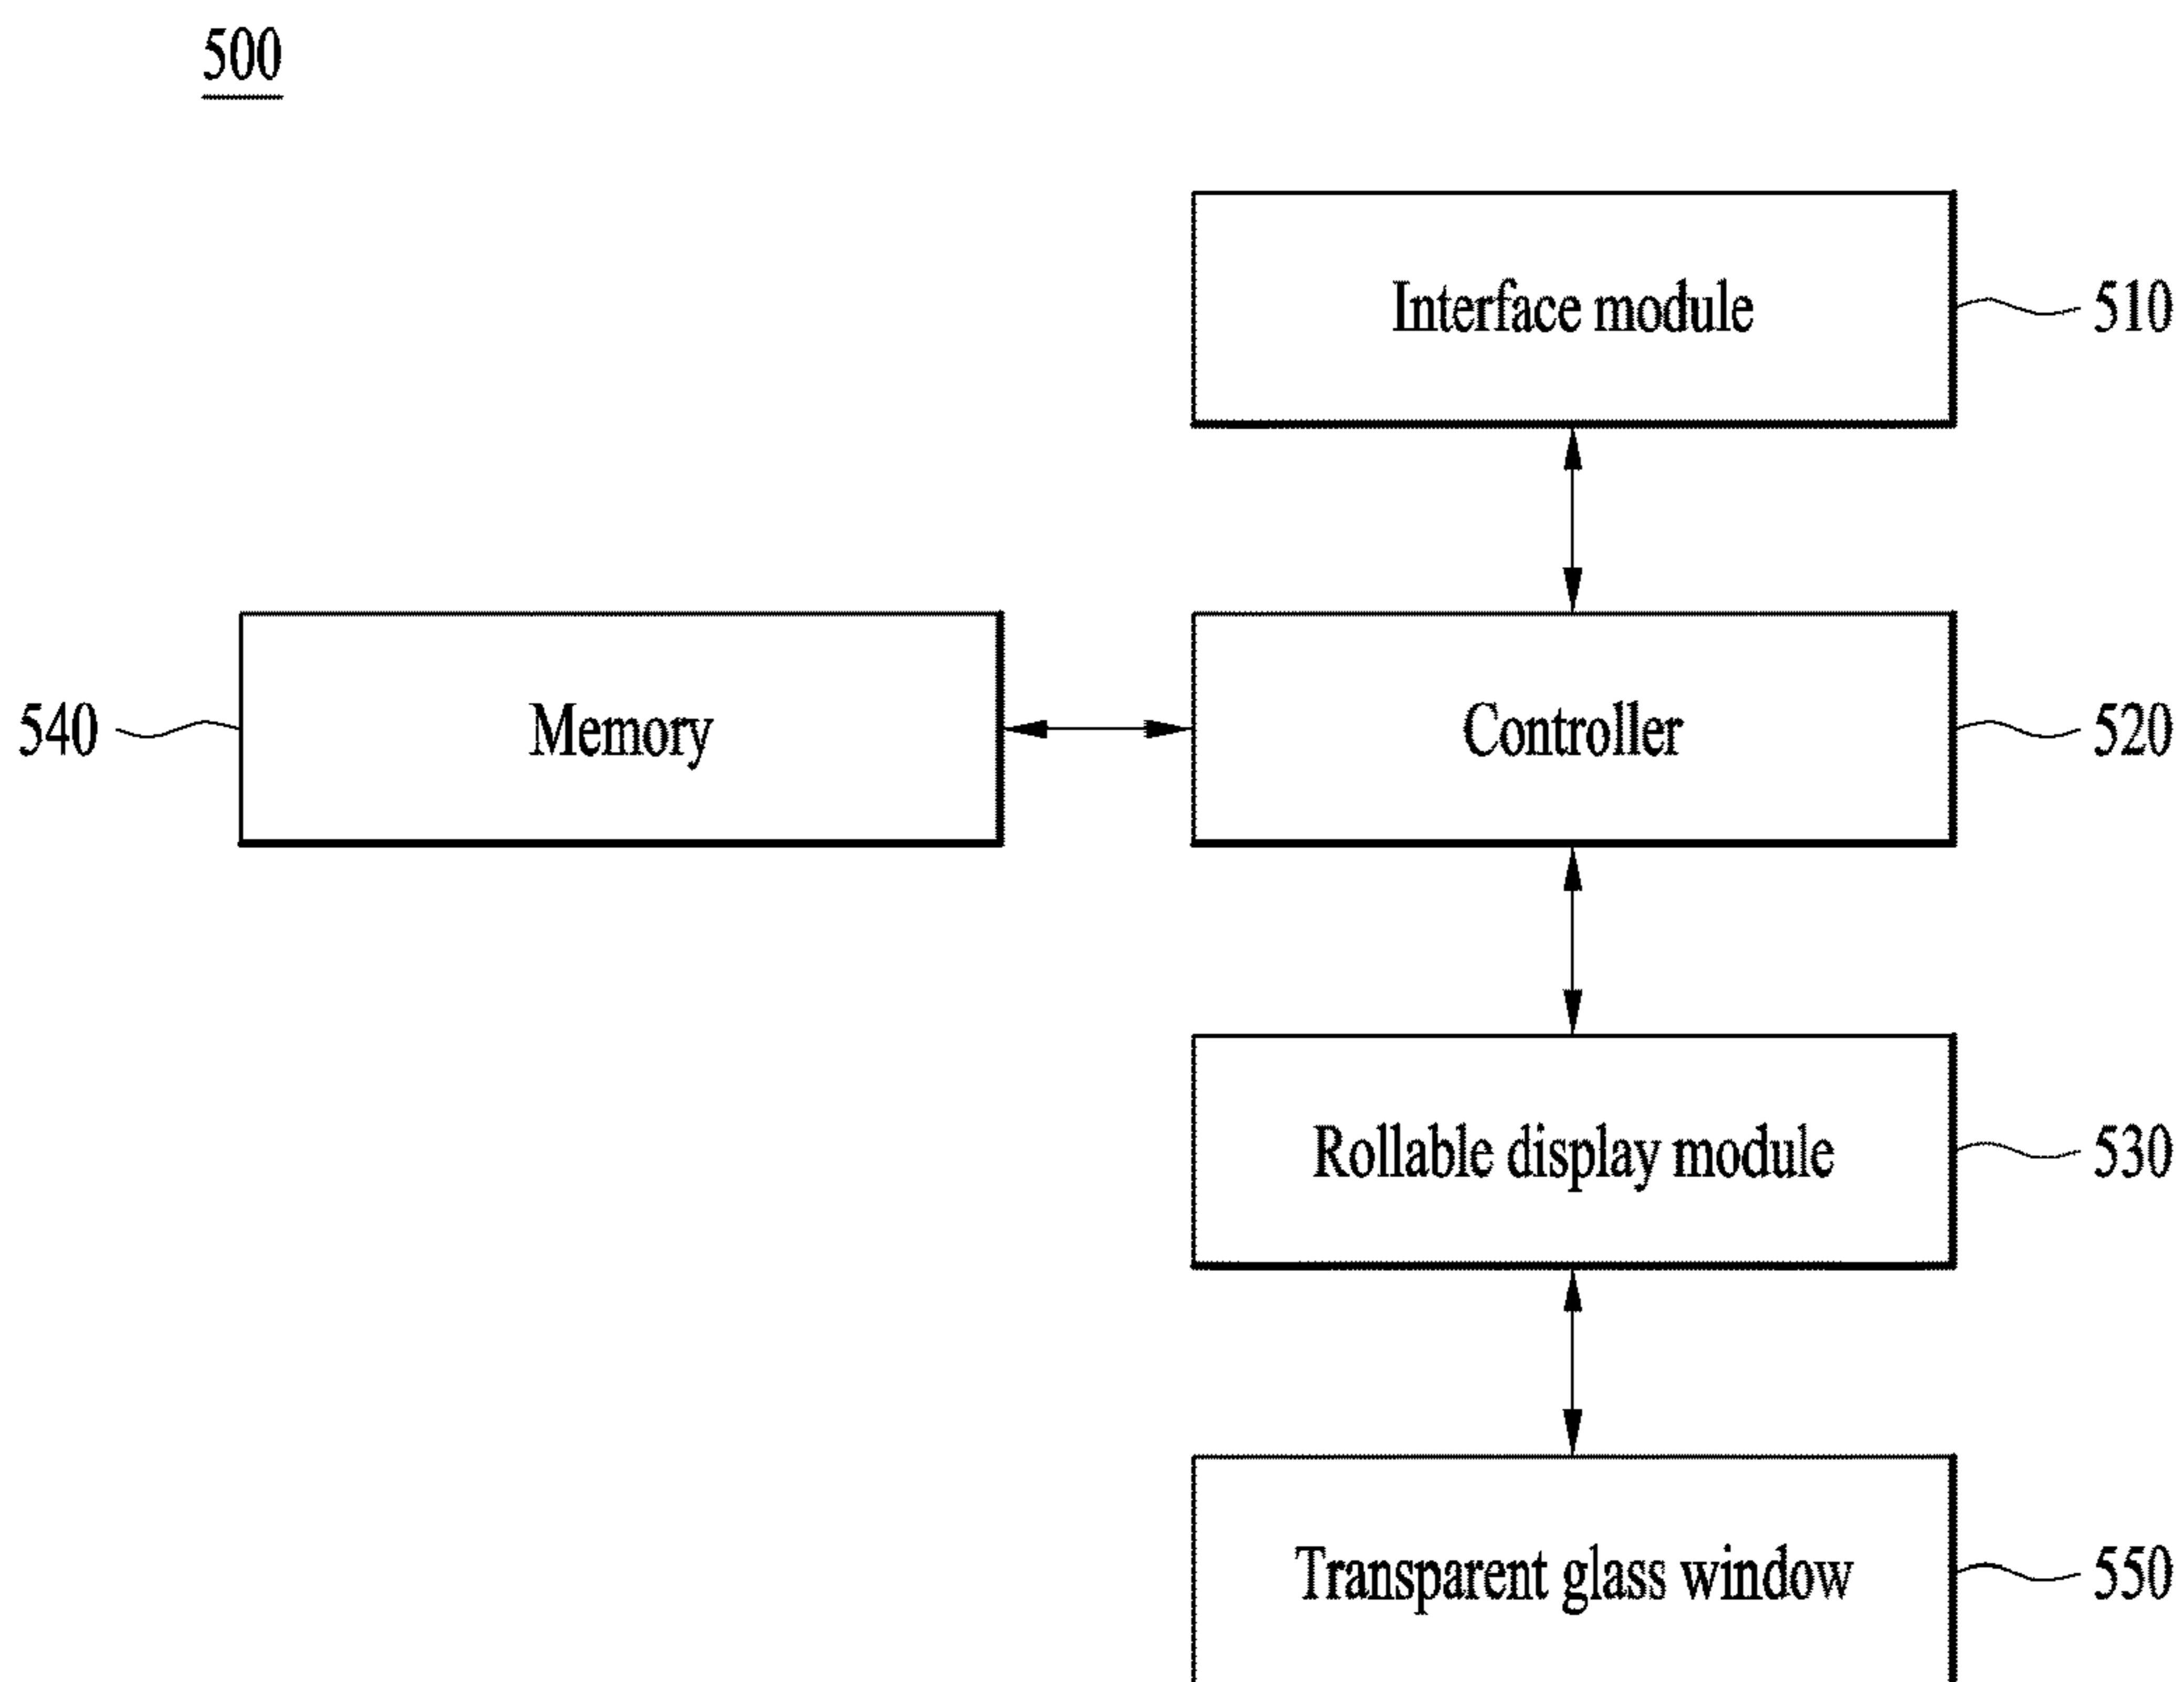 500
Interface module 510
540 Memory Controller 520
Rollable display module 530
Transparent glass window 550